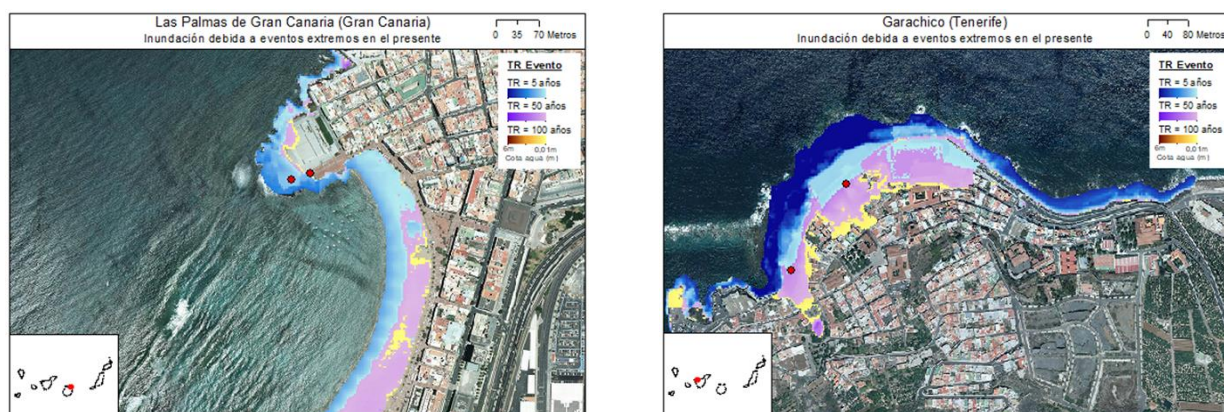 Las Palmas de Gran Canaria (Gran Canaria)
Inundación debida a eventos extremos en el presente
0 35 70 Metros
TR Evento
TR = 5 años
TR = 50 años
TR = 100 años
6m 0,01m
Cota agua (m)
Garachico (Tenerife)
Inundación debida a eventos extremos en el presente
0 40 80 Metros
TR Evento
TR = 5 años
TR = 50 años
TR = 100 años
6m 0,01m
Cota agua (m)